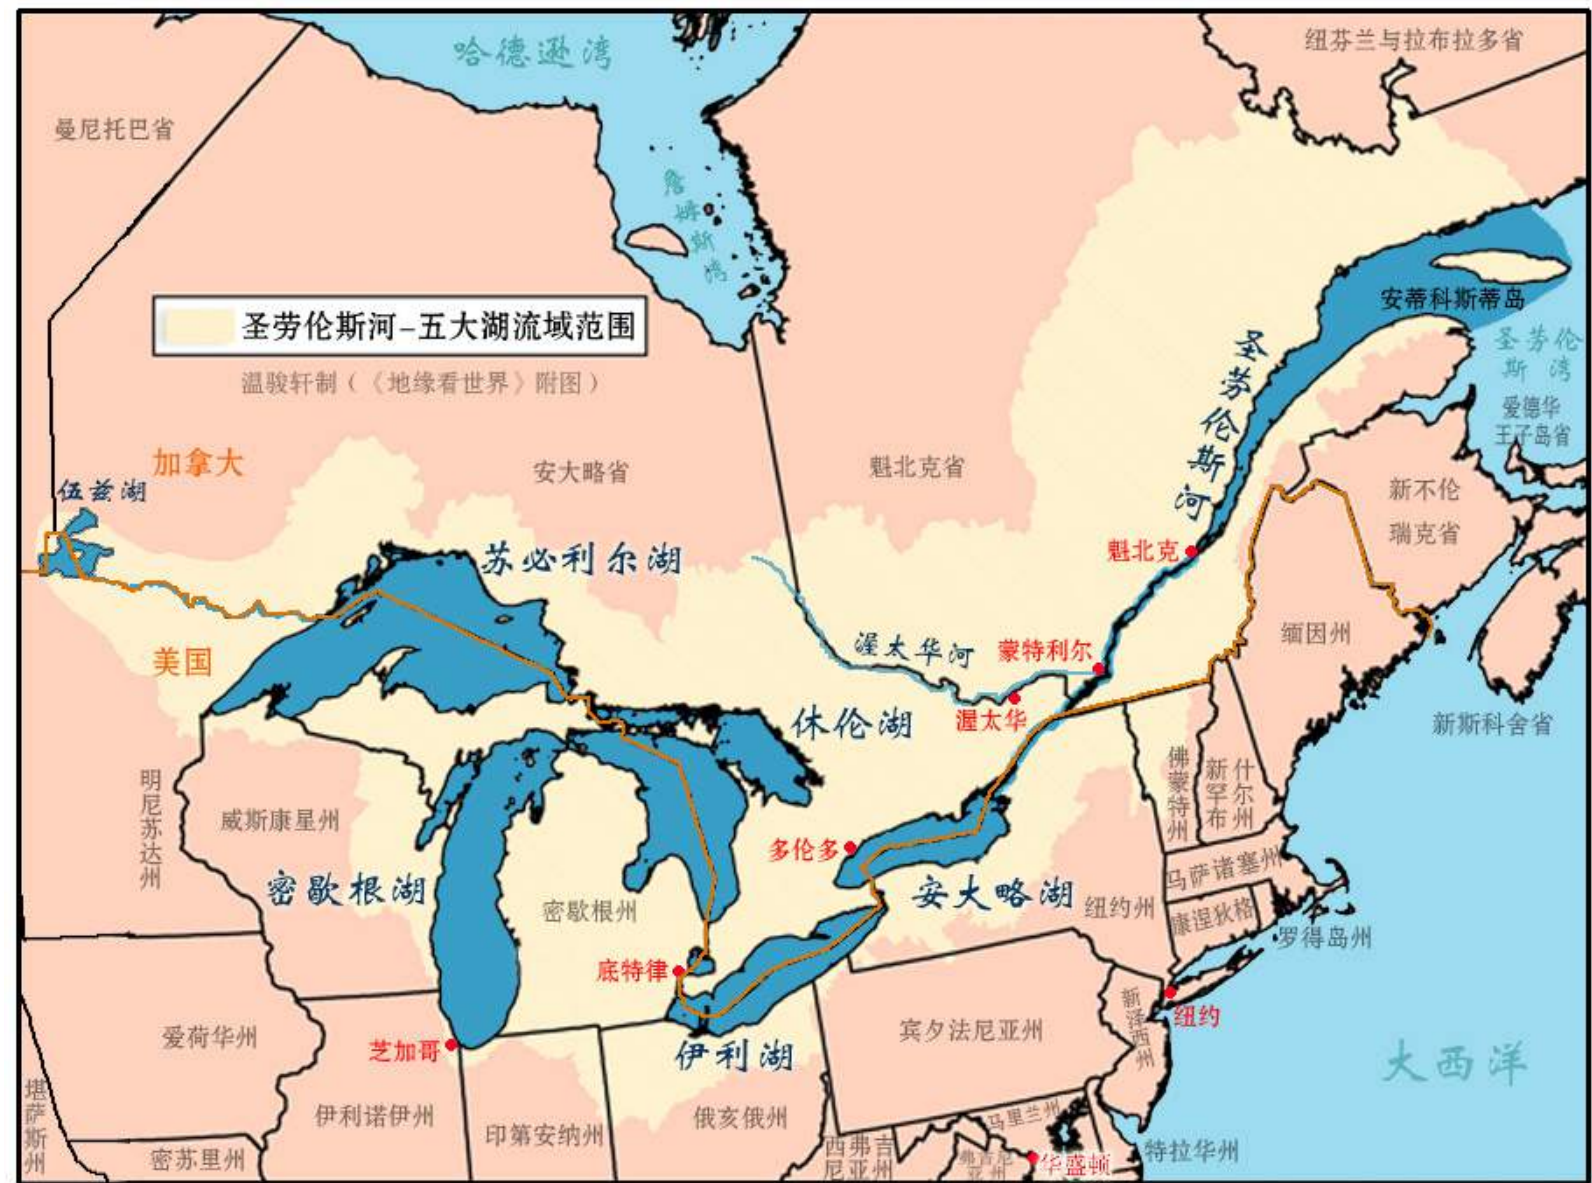 哈德逊湾
纽芬兰与拉布拉多省
曼尼托巴省
詹姆斯湾
圣劳伦斯河-五大湖流域范围
温骏轩制（《地缘看世界》附图）
安蒂科斯蒂岛
圣劳伦
斯湾
爱德华
王子岛省
圣劳伦斯河
加拿大
安大略省
魁北克省
伍兹湖
新不伦
瑞克省
苏必利尔湖
魁北克
美国
渥太华河
蒙特利尔
缅因州
渥太华
休伦湖
新斯科舍省
明尼苏达州
威斯康星州
佛蒙特州
新罕布
什尔州
多伦多
密歇根湖
密歇根州
安大略湖
纽约州
马萨诸塞州
康涅狄格
罗得岛州
底特律
新泽西州
纽约
爱荷华州
芝加哥
伊利湖
宾夕法尼亚州
大西洋
堪萨斯州
伊利诺伊州
印第安纳州
俄亥俄州
马里兰州
密苏里州
西弗吉
尼亚州
弗吉尼
亚州
华盛顿
特拉华州